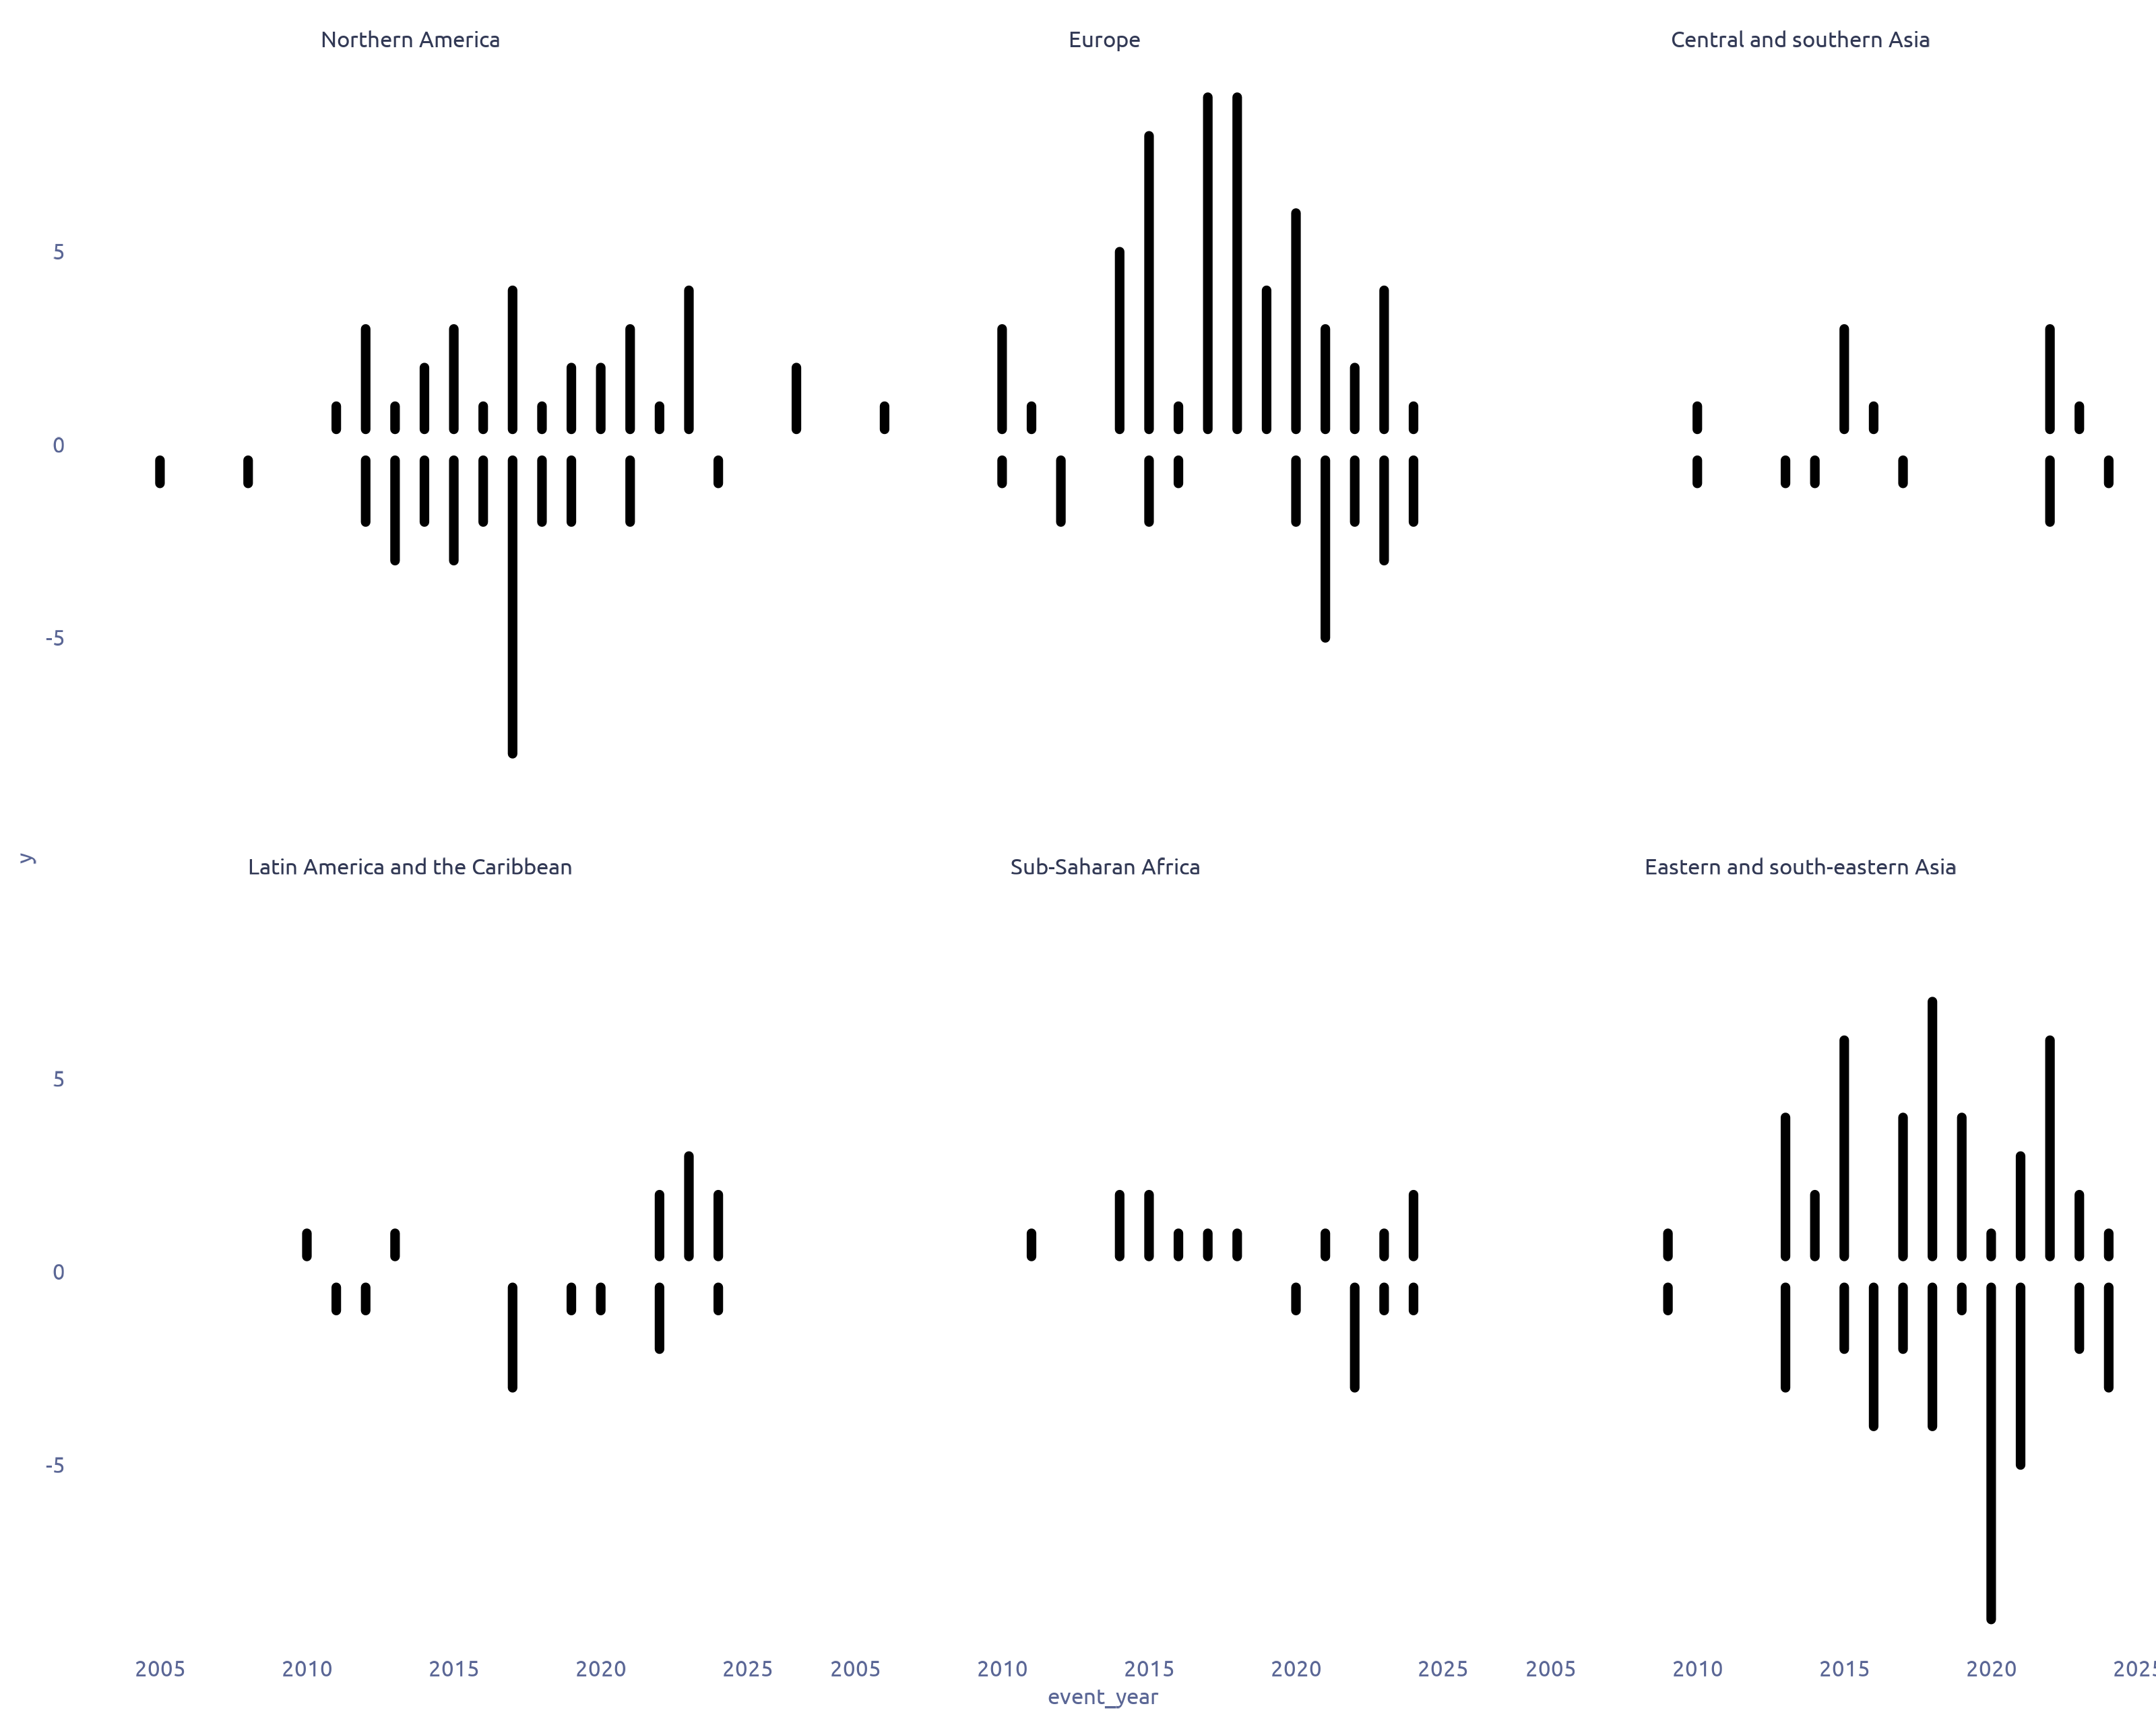 Northern America Europe Central and southern Asia
5
0
-5
y
Latin America and the Caribbean Sub-Saharan Africa Eastern and south-eastern Asia
5
0
-5
2005 2010 2015 2020 2025 2005 2010 2015 2020 2025 2005 2010 2015 2020 202
event_year